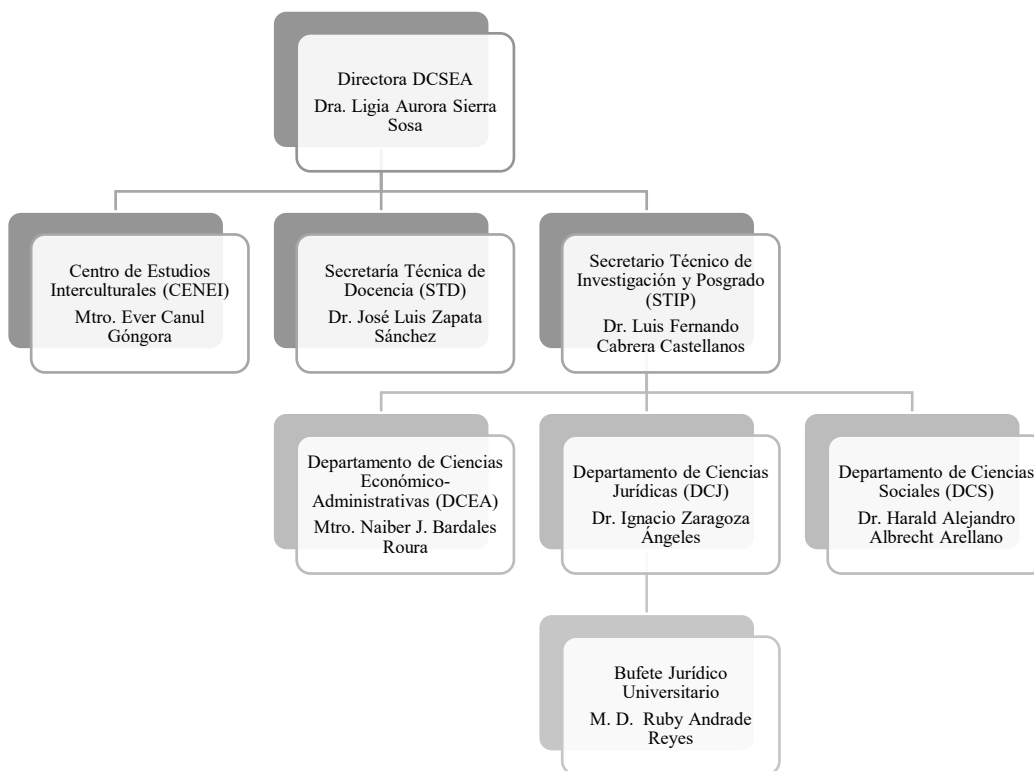 Directora DCSEA
Dra. Ligia Aurora Sierra
Sosa
Centro de Estudios
Interculturales (CENEI)
Mtro. Ever Canul
Góngora
Secretaría Técnica de
Docencia (STD)
Dr. José Luis Zapata
Sánchez
Secretario Técnico de
Investigación y Posgrado
(STIP)
Dr. Luis Fernando
Cabrera Castellanos
Departamento de Ciencias
Económico-
Administrativas (DCEA)
Mtro. Naiber J. Bardales
Roura
Departamento de Ciencias
Jurídicas (DCJ)
Dr. Ignacio Zaragoza
Ángeles
Departamento de Ciencias
Sociales (DCS)
Dr. Harald Alejandro
Albrecht Arellano
Bufete Jurídico
Universitario
M. D. Ruby Andrade
Reyes